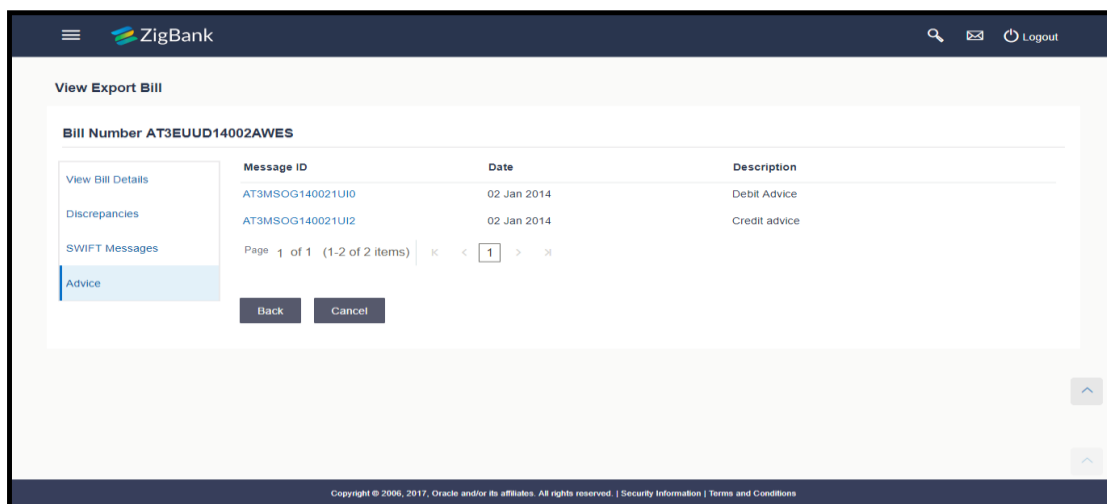 ZigBank
Logout
View Export Bill
Bill Number AT3EUUD14002AWES
View Bill Details
Discrepancies
SWIFT Messages
Advice
Message ID Date Description
AT3MSOG140021UI0 02 Jan 2014 Debit Advice
AT3MSOG140021UI2 02 Jan 2014 Credit advice
Page 1 of 1 (1-2 of 2 items) 1
Back Cancel
Copyright © 2006, 2017, Oracle and/or its affiliates. All rights reserved. | Security Information | Terms and Conditions